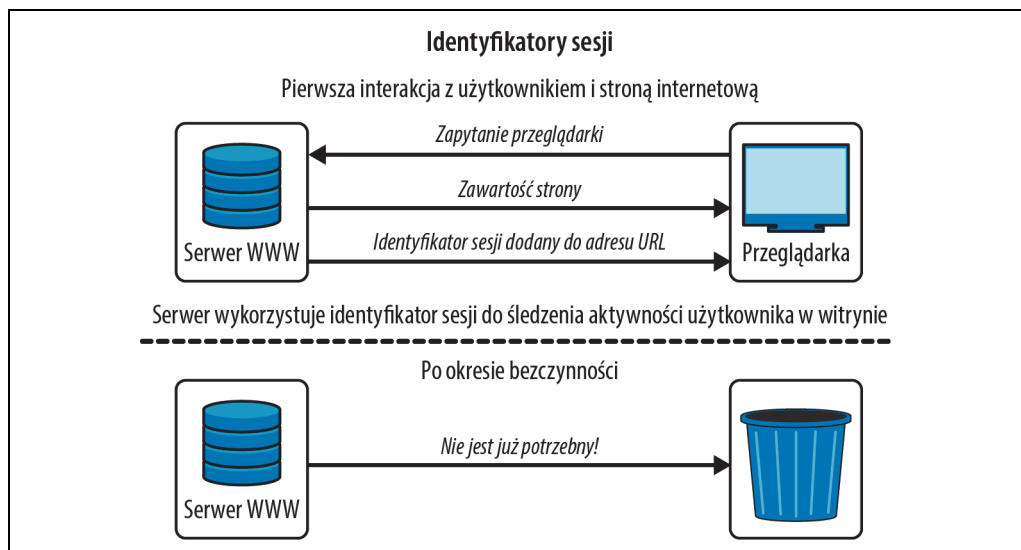 Identyfikatory sesji
Pierwsza interakcja z użytkownikiem i stroną internetową
Zapytanie przeglądarki
Zawartość strony
Identyfikator sesji dodany do adresu URL
Serwer WWW
Przeglądarka
Serwer wykorzystuje identyfikator sesji do śledzenia aktywności użytkownika w witrynie
Po okresie bezczynności
Nie jest już potrzebny!
Serwer WWW